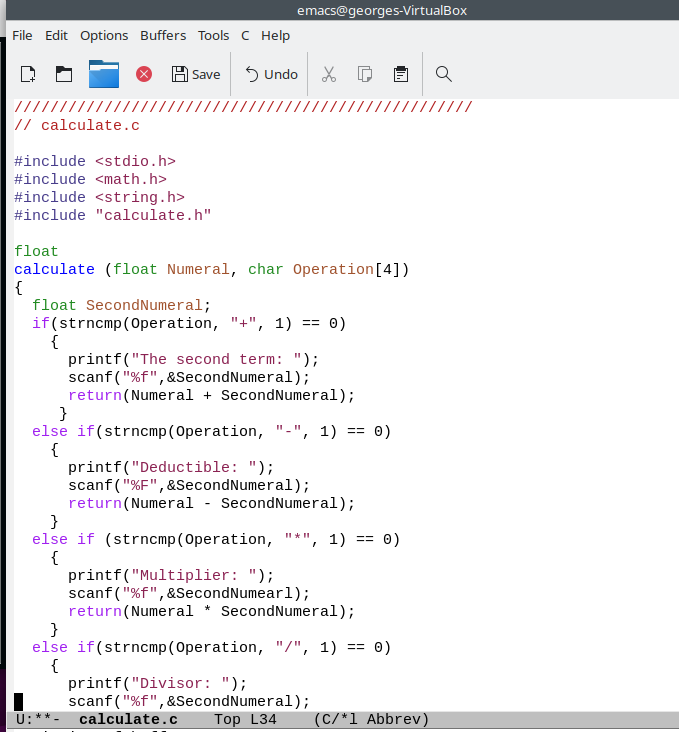 emacs@georges-VirtualBox
File Edit Options Buffers Tools C Help
Save Undo
///////////////////////////////////////////////////
// calculate.c
#include <stdio.h>
#include <math.h>
#include <string.h>
#include "calculate.h"
float
calculate (float Numeral, char Operation[4])
{
float SecondNumeral;
if(strncmp(Operation, "+", 1) == 0)
{
printf("The second term: ");
scanf("%f",&SecondNumeral);
return(Numeral + SecondNumeral);
}
else if(strncmp(Operation, "-", 1) == 0)
{
printf("Deductible: ");
scanf("%F",&SecondNumeral);
return(Numeral - SecondNumeral);
}
else if (strncmp(Operation, "*", 1) == 0)
{
printf("Multiplier: ");
scanf("%f",&SecondNumearl);
return(Numeral * SecondNumeral);
}
else if(strncmp(Operation, "/", 1) == 0)
{
printf("Divisor: ");
scanf("%f",&SecondNumeral);
U:**- calculate.c Top L34 (C/*l Abbrev)